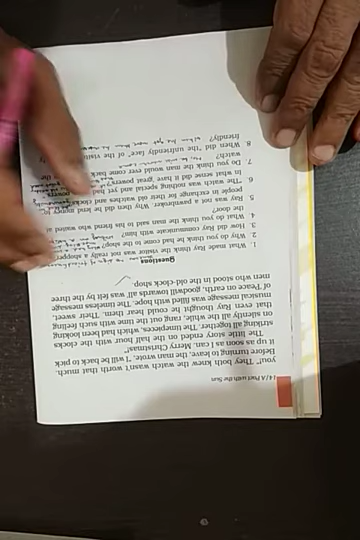 14/A Pact with the Sun
you!" They both knew the watch wasn't worth that much.
Before turning to leave, the man wrote, "I will be back to pick
it up as soon as I can. Merry Christmas!"
The little story ended on the half hour with the clocks
striking all together. The timepieces, which had been ticking
on silently all the while, rang out the time with such feeling
that even Ray thought he could hear them. Their sweet,
musical message was filled with hope. The timeless message
of 'Peace on earth, goodwill towards all' was felt by the three
men who stood in the old-clock shop.
Questions
1. What made Ray think the visitor was not really a shopper?
2. Why do you think he had come to the shop?
3. How did Ray communicate with him?
4. What do you think the man said to his friend who waited at
the door?
5. Ray was not a pawnbroker. Why then did he lend money to
people in exchange for their old watches and clocks?
6. "The watch was nothing special and yet had
In what sense did it have great powers?
7. Do you think the man would ever come back
watch?
8. When did "the unfriendly face" of the visitor
friendly?